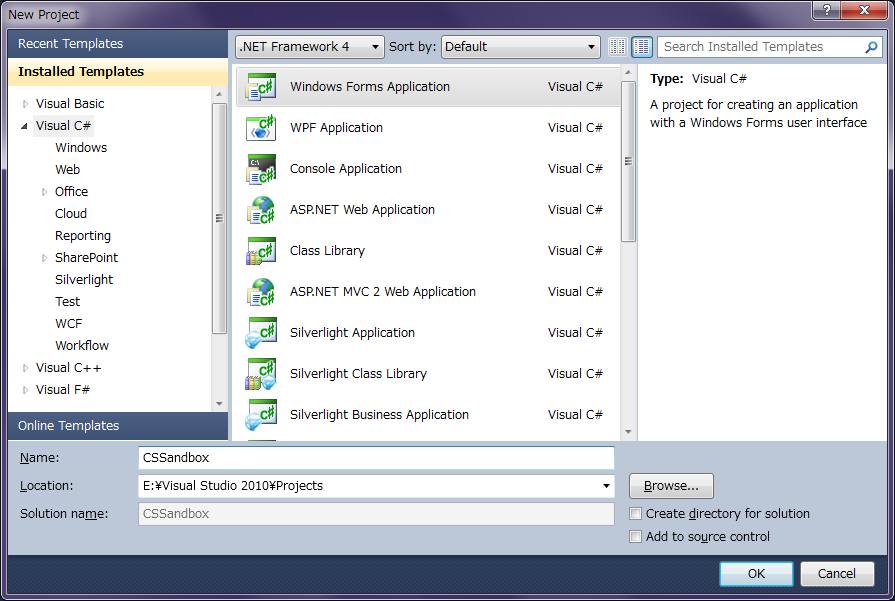 New Project
Recent Templates
Installed Templates
Visual Basic
Visual C#
Windows
Web
Office
Cloud
Reporting
SharePoint
Silverlight
Test
WCF
Workflow
Visual C++
Visual F#
Online Templates
.NET Framework 4 Sort by: Default Search Installed Templates
Windows Forms Application Visual C#
WPF Application Visual C#
Console Application Visual C#
ASP.NET Web Application Visual C#
Class Library Visual C#
ASP.NET MVC 2 Web Application Visual C#
Silverlight Application Visual C#
Silverlight Class Library Visual C#
Silverlight Business Application Visual C#
Type: Visual C#
A project for creating an application
with a Windows Forms user interface
Name: CSSandbox
Location: E:¥Visual Studio 2010¥Projects Browse...
Solution name: CSSandbox Create directory for solution
Add to source control
OK Cancel